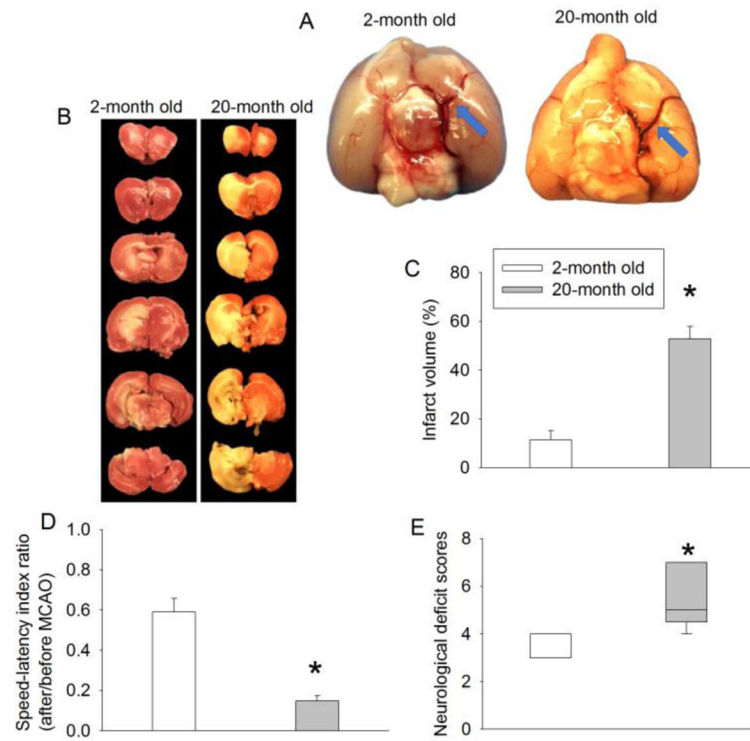 A
2-month old
20-month old
B
2-month old
20-month old
C
2-month old
20-month old
Infarct volume (%)
80
60
40
20
0
*
D
Speed-latency index ratio
(after/before MCAO)
1.0
0.8
0.6
0.4
0.2
0.0
*
E
Neurological deficit scores
8
6
4
2
0
*